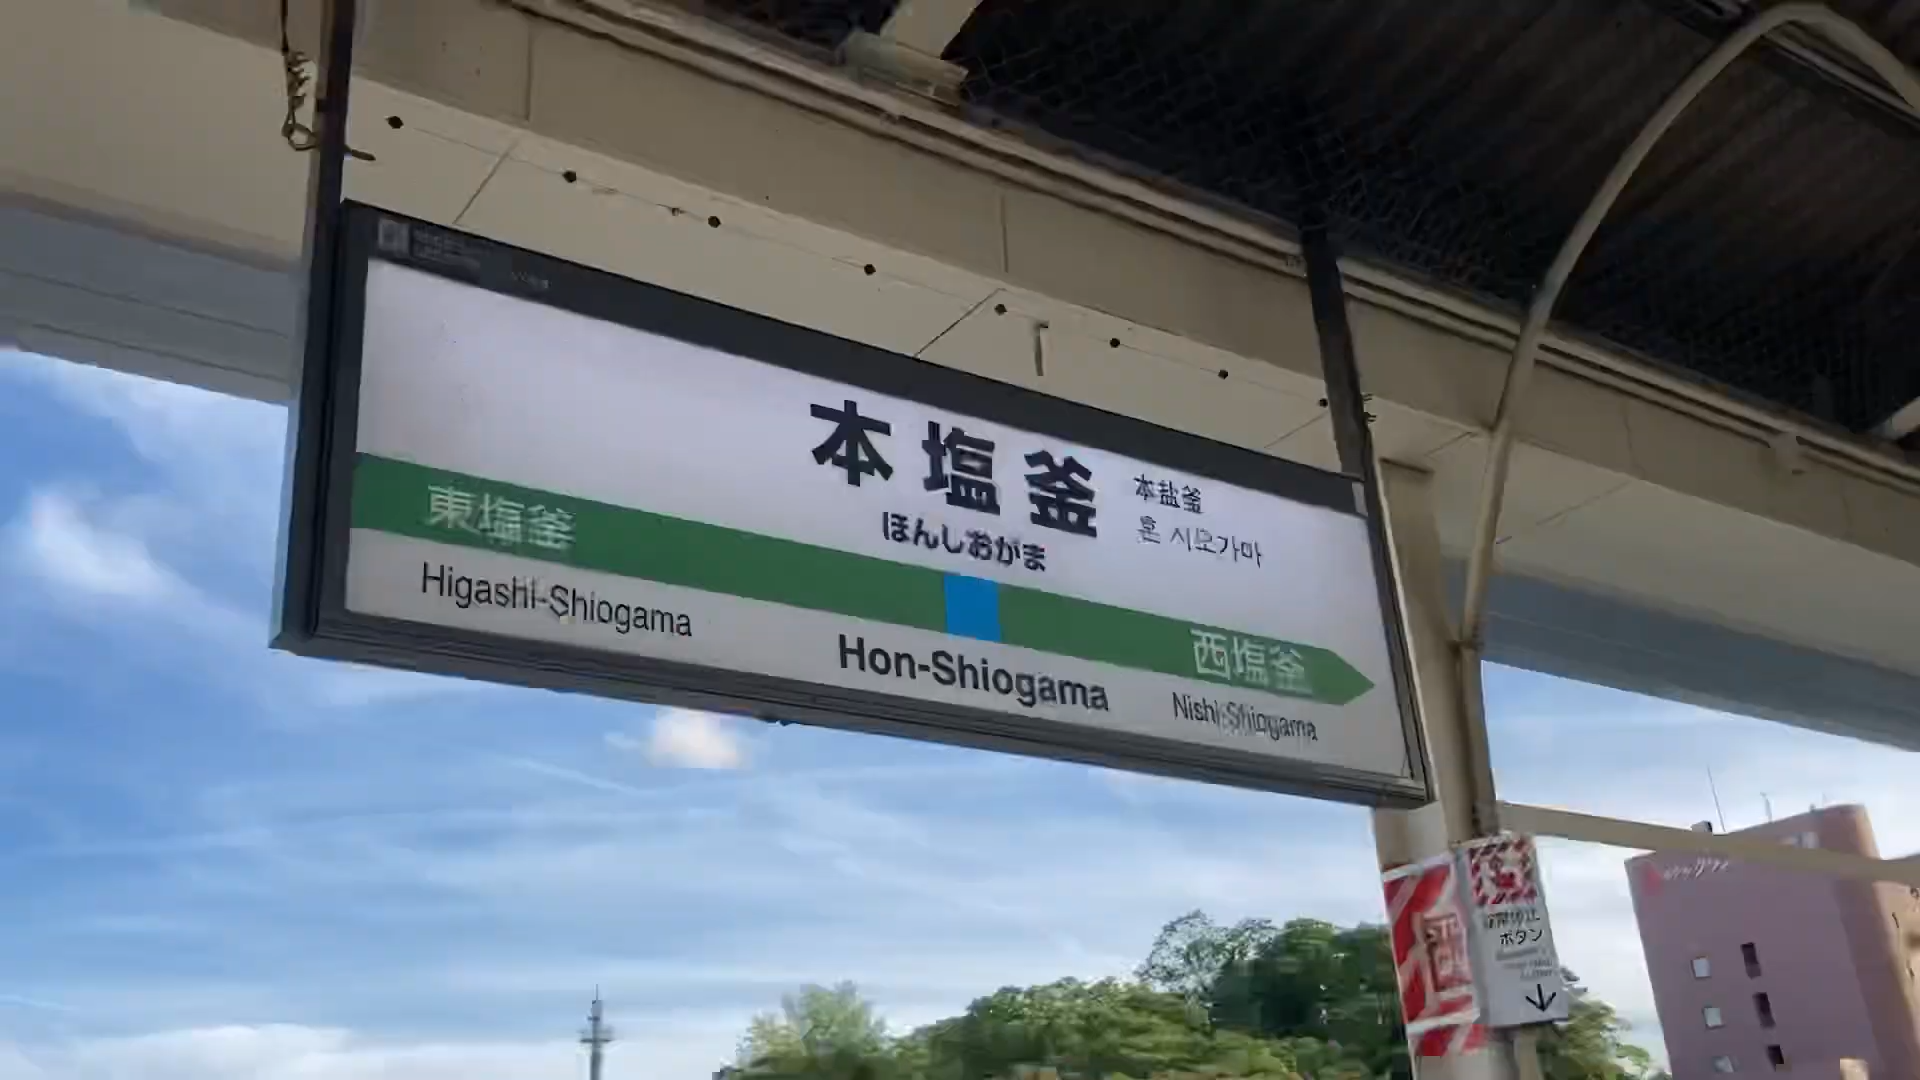 本塩釜
本盐釜
혼 시오가마
ほんしおがま
東塩釜
西塩釜
Higashi-Shiogama
Hon-Shiogama
Nishi-Shiogama
ボタン